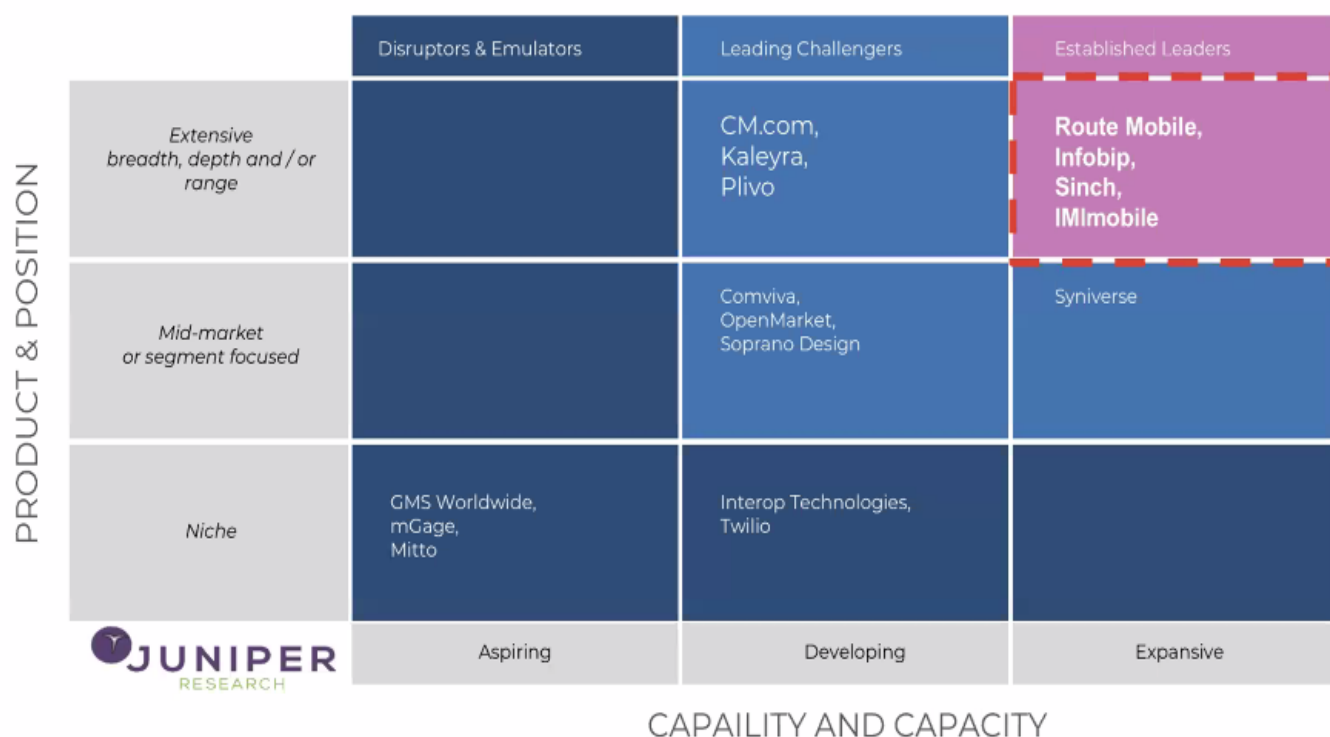 Disruptors & Emulators
Leading Challengers
Established Leaders
PRODUCT & POSITION
Extensive
breadth, depth and / or
range
CM.com,
Kaleyra,
Plivo
Route Mobile,
Infobip,
Sinch,
IMImobile
Mid-market
or segment focused
Comviva,
OpenMarket,
Soprano Design
Syniverse
Niche
GMS Worldwide,
mGage,
Mitto
Interop Technologies,
Twilio
JUNIPER
RESEARCH
Aspiring
Developing
Expansive
CAPAILITY AND CAPACITY